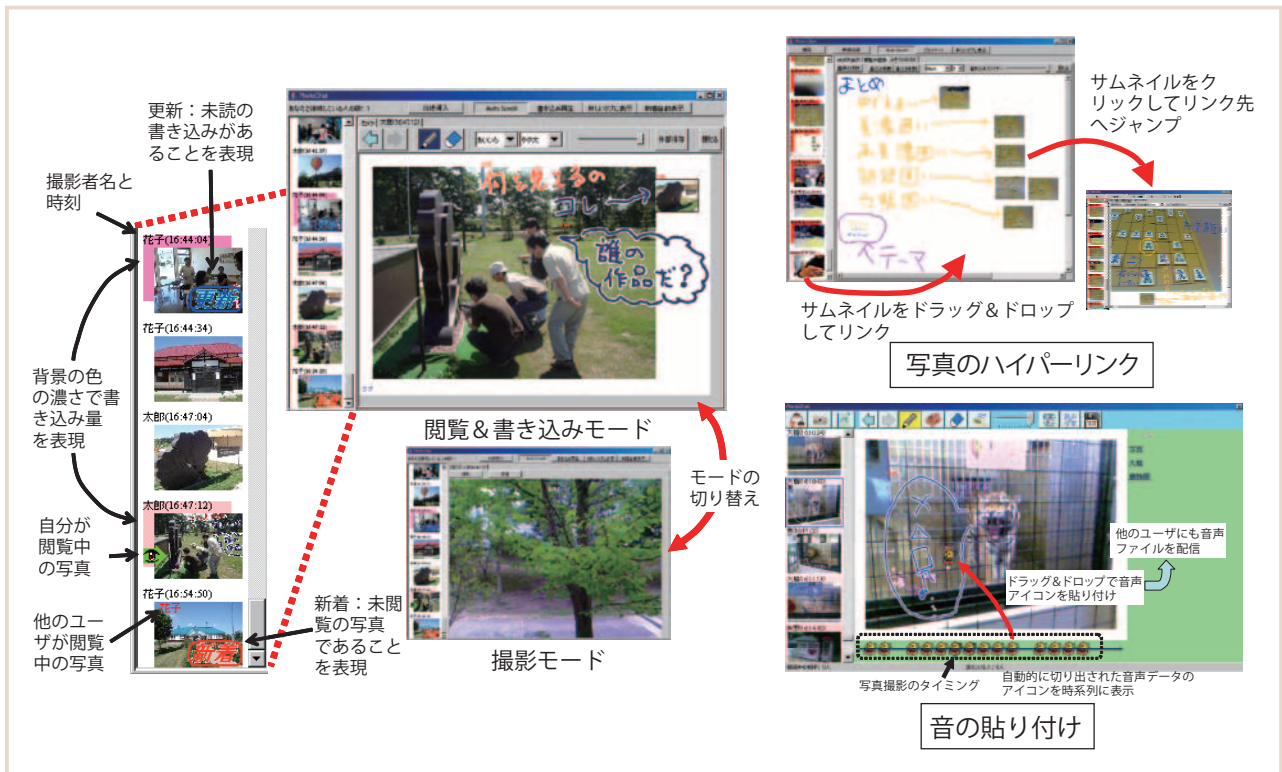 更新：未読の
書き込みがあ
ることを表現
撮影者名と
時刻
花子(16:44:04)
更新
花子(16:44:34)
背景の色
の濃さで書
き込み量
を表現
太郎(16:47:04)
太郎(16:47:12)
自分が
閲覧中
の写真
花子(16:54:50)
花子
新着
他のユー
ザが閲覧
中の写真
新着：未閲
覧の写真
であること
を表現
PhotoChat
Auto Scroll
何を見てるの
コレ
誰の
作品だ？
閲覧＆書き込みモード
モードの
切り替え
撮影モード
まとめ
サムネイルをク
リックしてリンク先
へジャンプ
サムネイルをドラッグ＆ドロップ
してリンク
写真のハイパーリンク
他のユーザにも音声
ファイルを配信
ドラッグ&ドロップで音声
アイコンを貼り付け
写真撮影のタイミング
自動的に切り出された音声データの
アイコンを時系列に表示
音の貼り付け